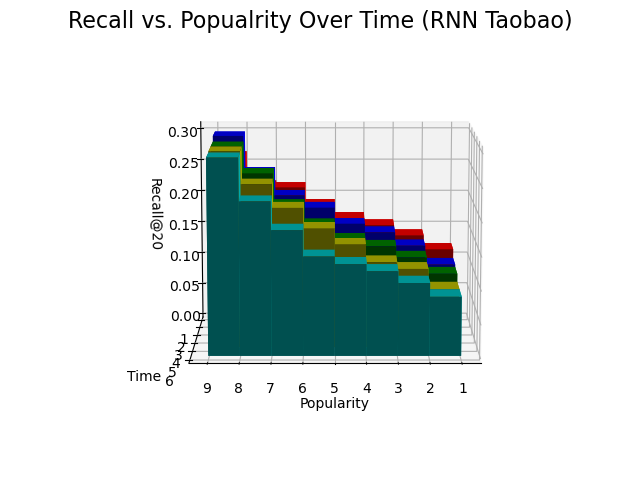 Recall vs. Popualrity Over Time (RNN Taobao)
0.30
0.25
0.20
0.15
0.10
0.05
0.00
Recall@20
1
2
3
4
5
6
Time
9 8 7 6 5 4 3 2 1
Popularity